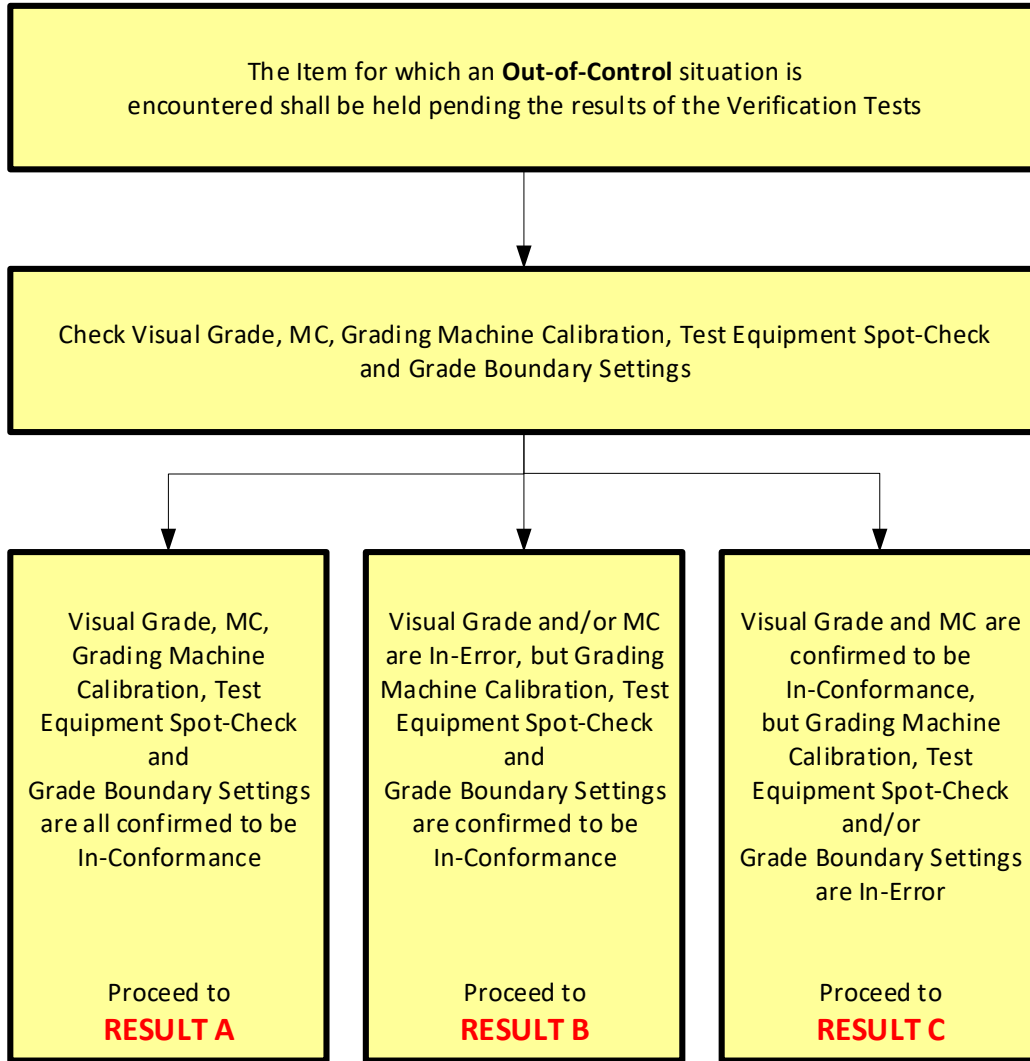 The Item for which an Out-of-Control situation is
encountered shall be held pending the results of the Verification Tests
Check Visual Grade, MC, Grading Machine Calibration, Test Equipment Spot-Check
and Grade Boundary Settings
Visual Grade, MC,
Grading Machine
Calibration, Test
Equipment Spot-Check
and
Grade Boundary Settings
are all confirmed to be
In-Conformance
Proceed to
RESULT A
Visual Grade and/or MC
are In-Error, but Grading
Machine Calibration, Test
Equipment Spot-Check
and
Grade Boundary Settings
are confirmed to be
In-Conformance
Proceed to
RESULT B
Visual Grade and MC are
confirmed to be
In-Conformance,
but Grading Machine
Calibration, Test
Equipment Spot-Check
and/or
Grade Boundary Settings
are In-Error
Proceed to
RESULT C